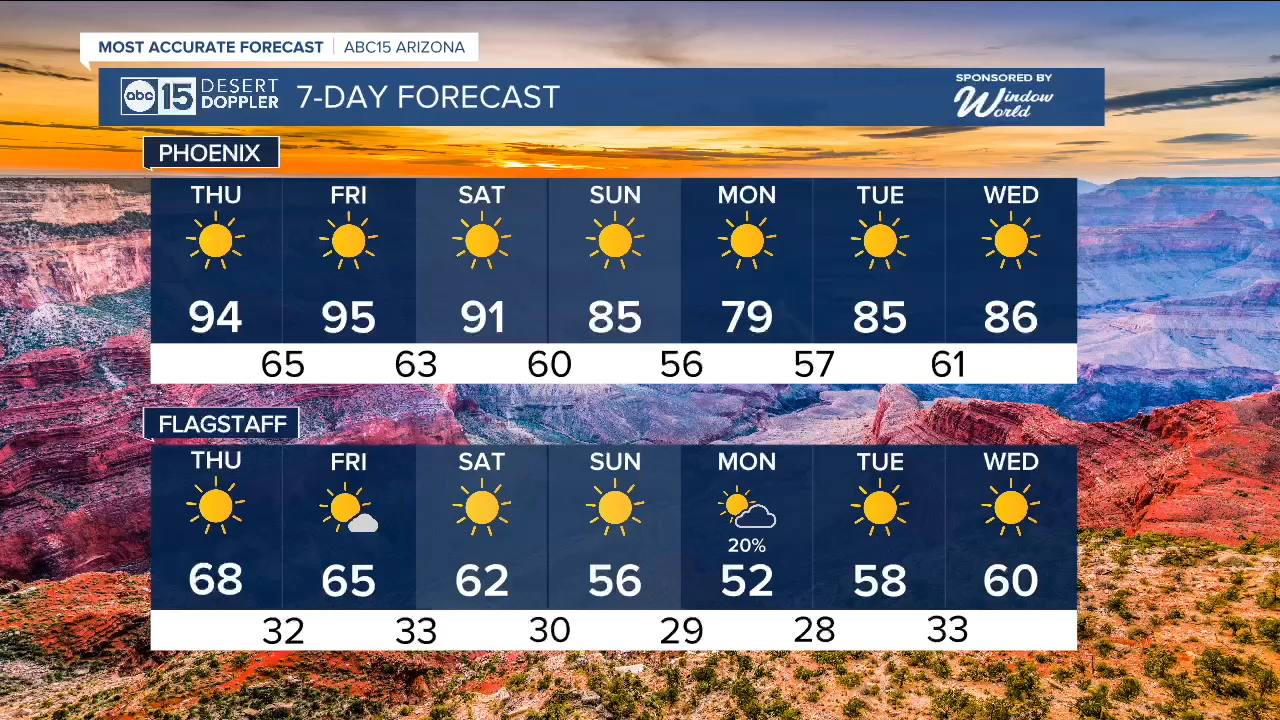 MOST ACCURATE FORECAST | ABC15 ARIZONA
abc 15 DESERT DOPPLER 7-DAY FORECAST
SPONSORED BY
Window World
PHOENIX
THU FRI SAT SUN MON TUE WED
94 95 91 85 79 85 86
65 63 60 56 57 61
FLAGSTAFF
THU FRI SAT SUN MON TUE WED
20%
68 65 62 56 52 58 60
32 33 30 29 28 33